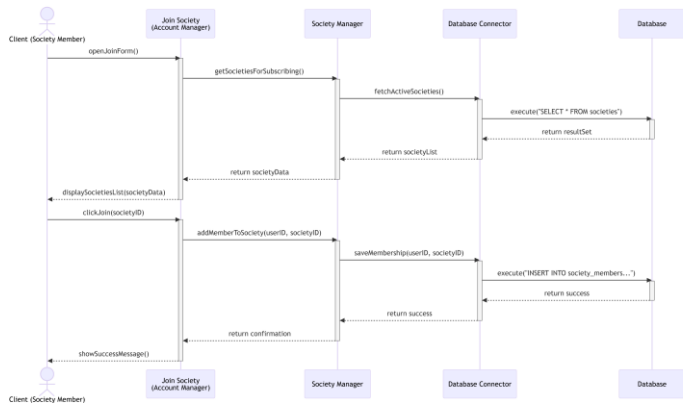 Join Society
(Account Manager)
Society Manager
Database Connector
Database
Client (Society Member)
openJoinForm()
getSocietiesForSubscribing()
fetchActiveSocieties()
execute("SELECT * FROM societies")
return resultSet
return societyList
return societyData
displaySocietiesList(societyData)
clickJoin(societyID)
addMemberToSociety(userID, societyID)
saveMembership(userID, societyID)
execute("INSERT INTO society_members...")
return success
return success
return confirmation
showSuccessMessage()
Join Society
(Account Manager)
Society Manager
Database Connector
Database
Client (Society Member)